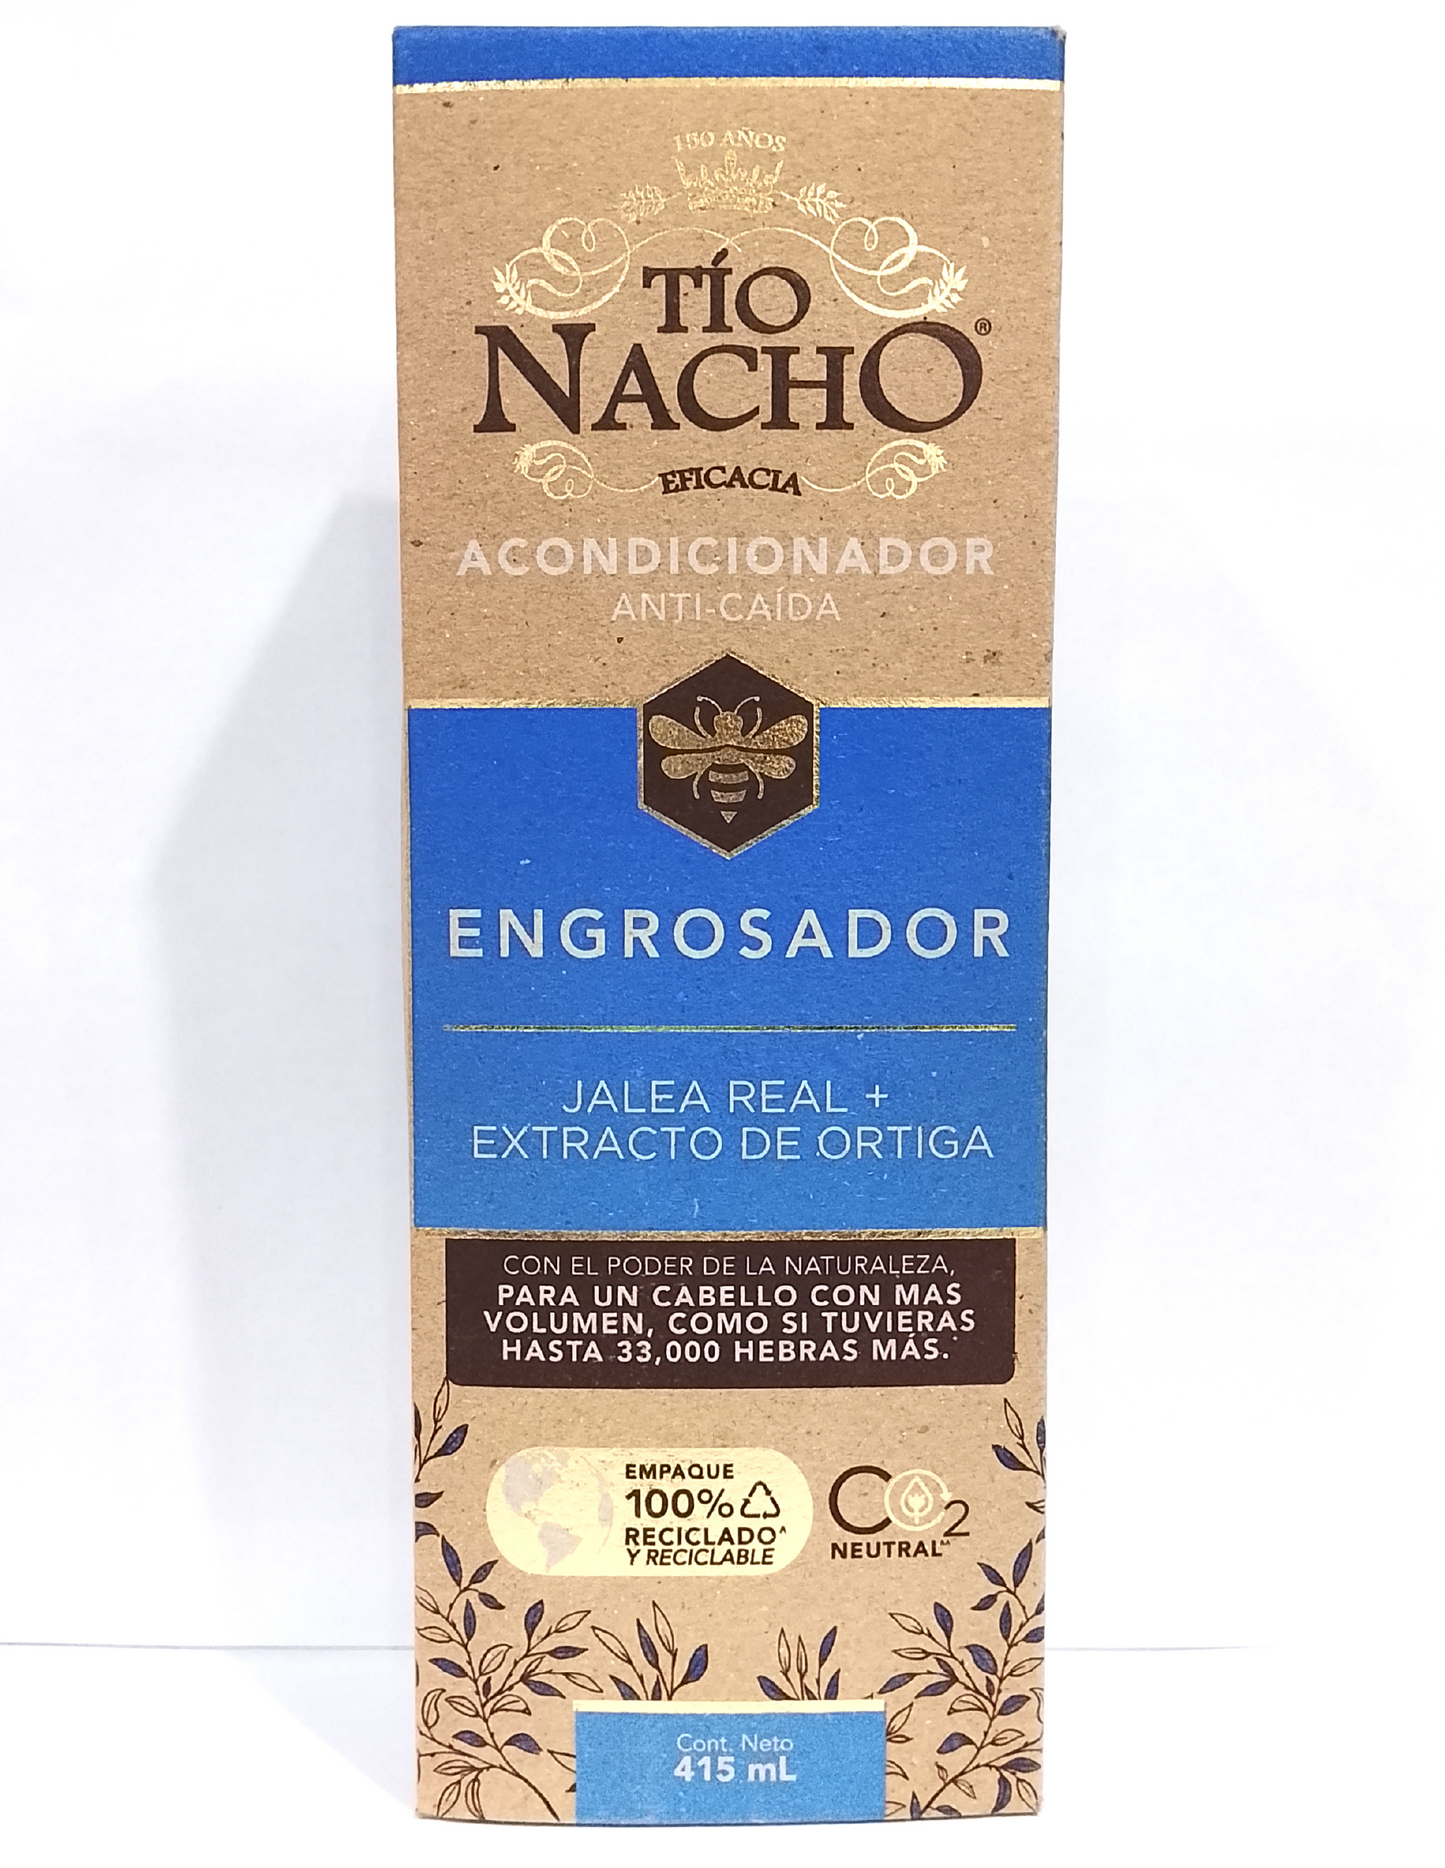 150 AÑOS
TÍO
NACHO®
EFICACIA
ACONDICIONADOR
ANTI-CAÍDA
ENGROSADOR
JALEA REAL +
EXTRACTO DE ORTIGA
CON EL PODER DE LA NATURALEZA,
PARA UN CABELLO CON MAS
VOLUMEN, COMO SI TUVIERAS
HASTA 33,000 HEBRAS MÁS.*
EMPAQUE
100%
RECICLADO^
Y RECICLABLE
CO2
NEUTRAL^^
Cont. Neto
415 mL